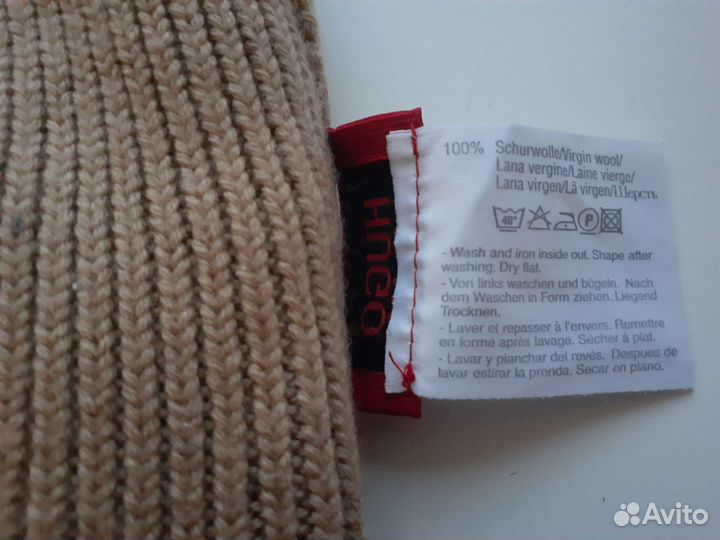 100% Schurwolle/Virgin wool/
Lana vergine/Laine vierge/
Lana virgen/Lã virgen/Шерсть
40°
P
- Wash and iron inside out. Shape after
washing. Dry flat.
- Von links waschen und bügeln. Nach
dem Waschen in Form ziehen. Liegend
Trocknen.
- Laver et repasser à l'envers. Remettre
en forme après lavage. Sécher à plat.
- Lavar y planchar del revés. Despues de
lavar estirar la prenda. Secar en plano.
HUGO
Avito